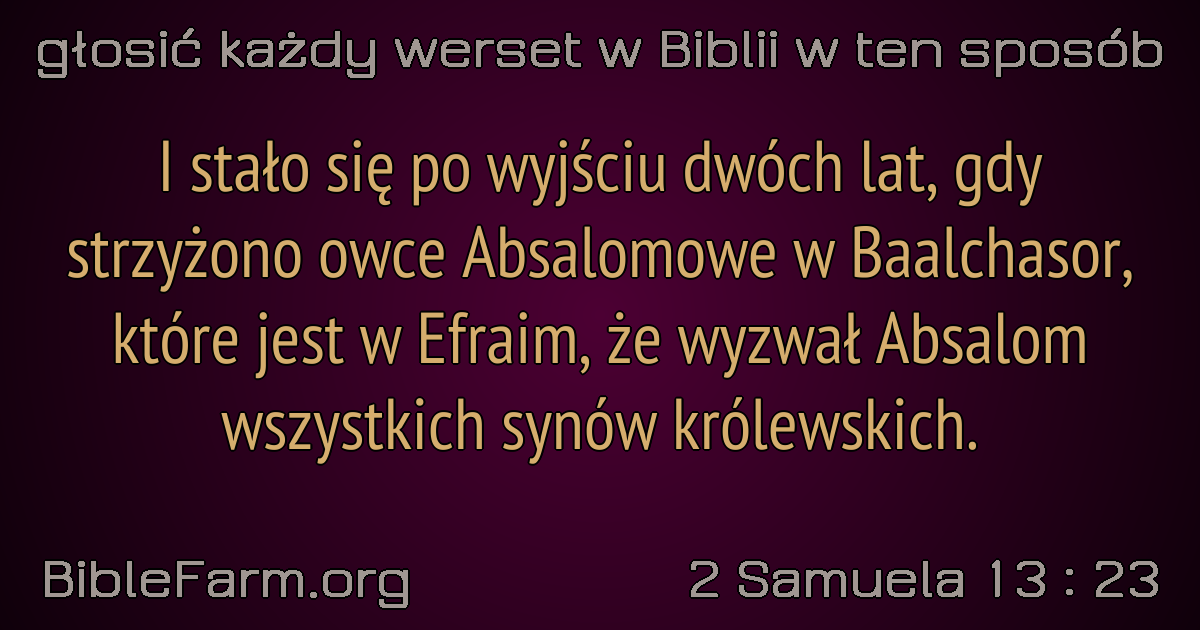 głosić każdy werset w Biblii w ten sposób
I stało się po wyjściu dwóch lat, gdy
strzyżono owce Absalomowe w Baalchasor,
które jest w Efraim, że wyzwał Absalom
wszystkich synów królewskich.
BibleFarm.org
2 Samuela 13 : 23